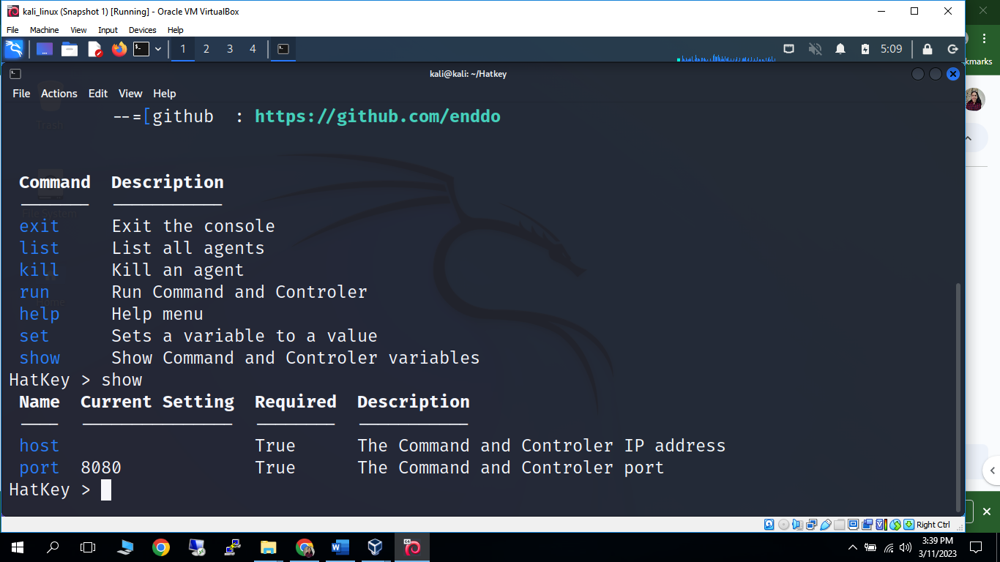 kali_linux (Snapshot 1) [Running] - Oracle VM VirtualBox
File Machine View Input Devices Help
1 2 3 4 5:09
kmarks
kali@kali: ~/Hatkey
File Actions Edit View Help
--=[github : https://github.com/enddo
Trash
Command Description
File System
exit Exit the console
list List all agents
kill Kill an agent
run Run Command and Controler
Home
help Help menu
set Sets a variable to a value
show Show Command and Controler variables
HatKey > show
Name Current Setting Required Description
host True The Command and Controler IP address
port 8080 True The Command and Controler port
HatKey >
Right Ctrl
3:39 PM
3/11/2023